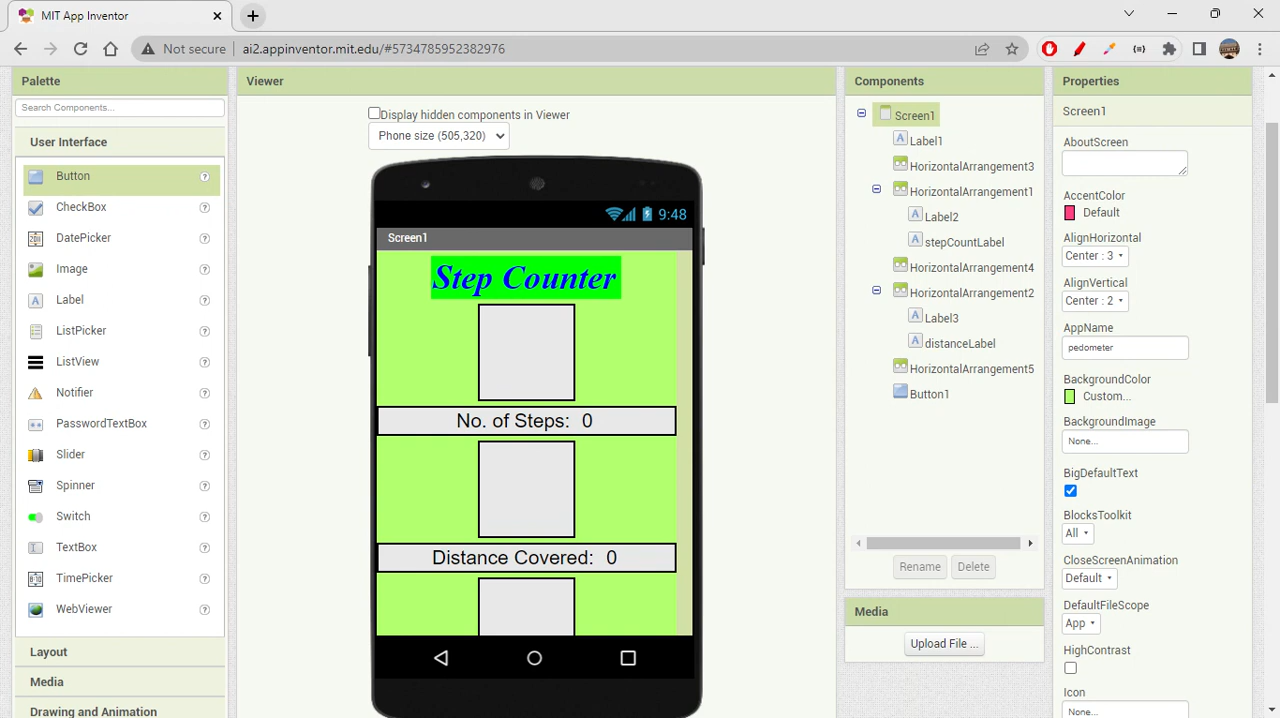 MIT App Inventor
Not secure
ai2.appinventor.mit.edu/#5734785952382976
Palette
Search Components...
User Interface
Button
?
CheckBox
?
DatePicker
?
Image
?
Label
?
ListPicker
?
ListView
?
Notifier
?
PasswordTextBox
?
Slider
?
Spinner
?
Switch
?
TextBox
?
TimePicker
?
WebViewer
?
Layout
Media
Drawing and Animation
Viewer
Display hidden components in Viewer
Phone size (505,320)
9:48
Screen1
Step Counter
No. of Steps: 0
Distance Covered: 0
Components
Screen1
Label1
HorizontalArrangement3
HorizontalArrangement1
Label2
stepCountLabel
HorizontalArrangement4
HorizontalArrangement2
Label3
distanceLabel
HorizontalArrangement5
Button1
Rename
Delete
Media
Upload File ...
Properties
Screen1
AboutScreen
AccentColor
Default
AlignHorizontal
Center : 3
AlignVertical
Center : 2
AppName
pedometer
BackgroundColor
Custom...
BackgroundImage
None...
BigDefaultText
BlocksToolkit
All
CloseScreenAnimation
Default
DefaultFileScope
App
HighContrast
Icon
None...